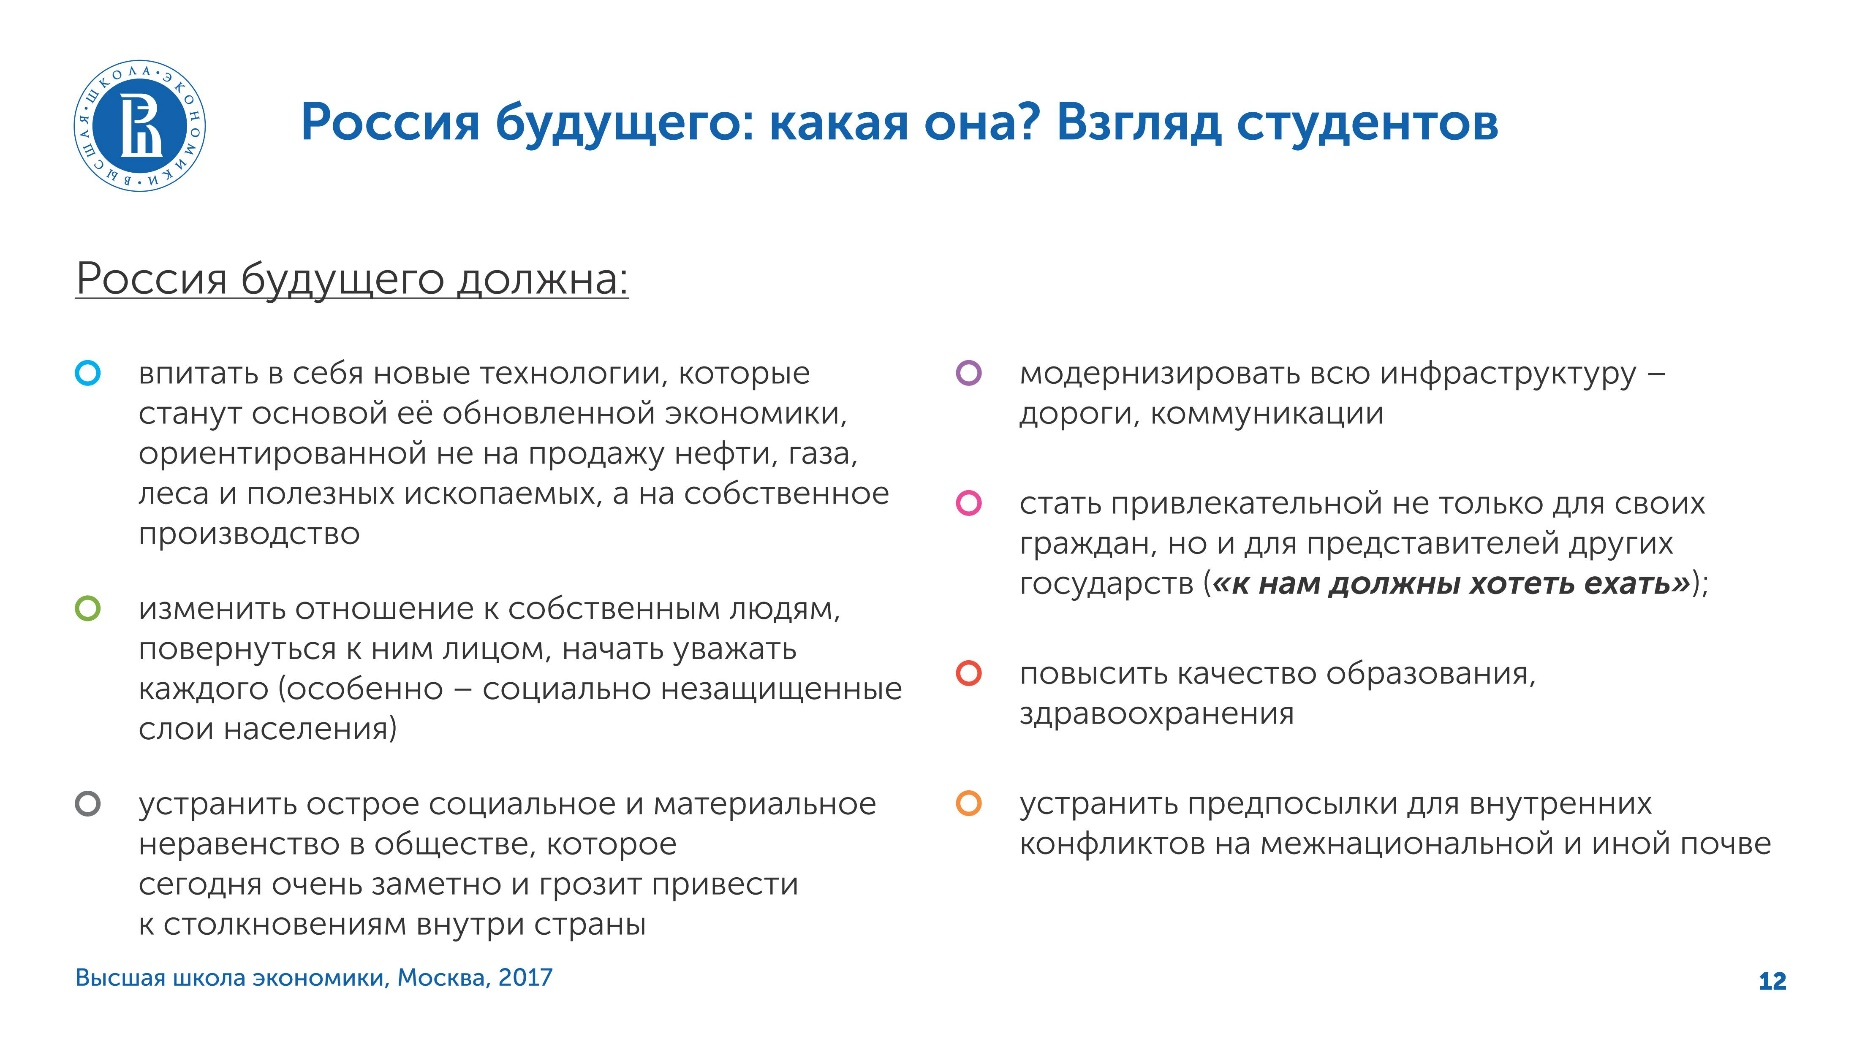 ВЫСШАЯ • ШКОЛА • ЭКОНОМИКИ •
Россия будущего: какая она? Взгляд студентов
Россия будущего должна:
впитать в себя новые технологии, которые
станут основой её обновленной экономики,
ориентированной не на продажу нефти, газа,
леса и полезных ископаемых, а на собственное
производство
изменить отношение к собственным людям,
повернуться к ним лицом, начать уважать
каждого (особенно – социально незащищенные
слои населения)
устранить острое социальное и материальное
неравенство в обществе, которое
сегодня очень заметно и грозит привести
к столкновениям внутри страны
модернизировать всю инфраструктуру –
дороги, коммуникации
стать привлекательной не только для своих
граждан, но и для представителей других
государств («к нам должны хотеть ехать»);
повысить качество образования,
здравоохранения
устранить предпосылки для внутренних
конфликтов на межнациональной и иной почве
Высшая школа экономики, Москва, 2017
12